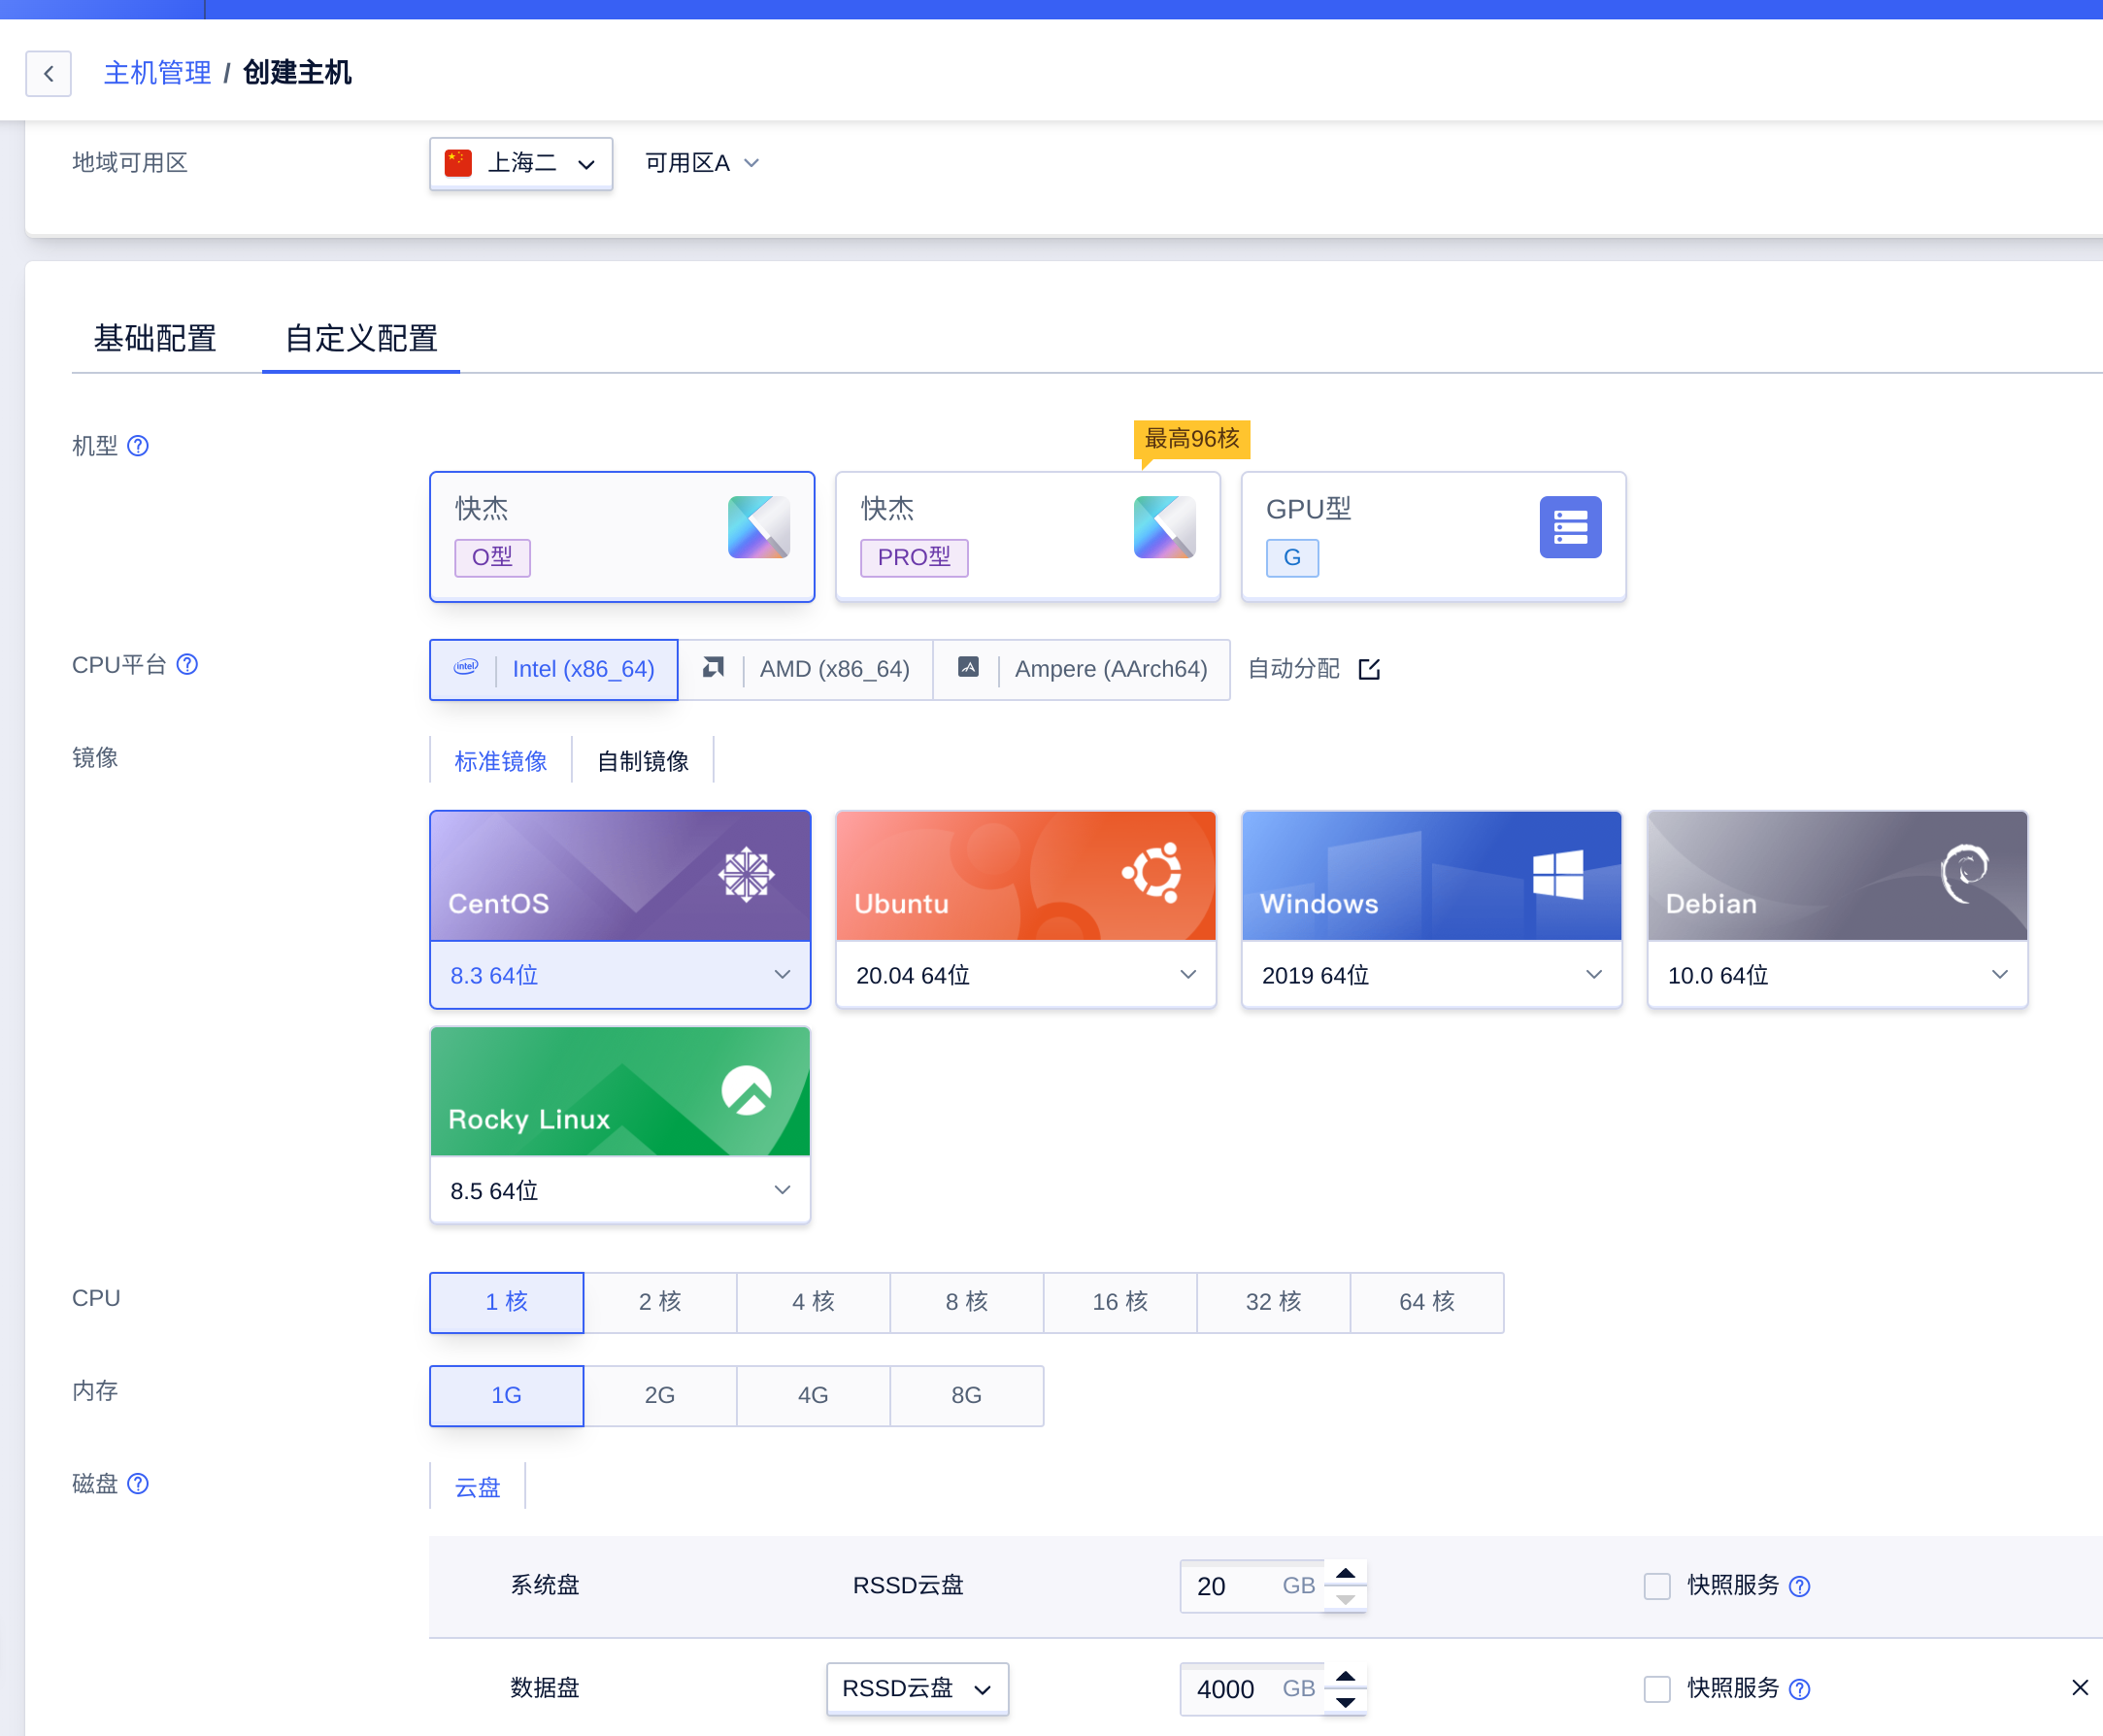 主机管理 / 创建主机
地域可用区 上海二 可用区A
基础配置 自定义配置
最高96核
机型
快杰 快杰 GPU型
O型 PRO型 G
CPU平台 intel Intel (x86_64) AMD (x86_64) Ampere (AArch64) 自动分配
镜像 标准镜像 自制镜像
CentOS Ubuntu Windows Debian
8.3 64位 20.04 64位 2019 64位 10.0 64位
Rocky Linux
8.5 64位
CPU 1 核 2 核 4 核 8 核 16 核 32 核 64 核
内存 1G 2G 4G 8G
磁盘 云盘
系统盘 RSSD云盘 20 GB 快照服务
数据盘 RSSD云盘 4000 GB 快照服务